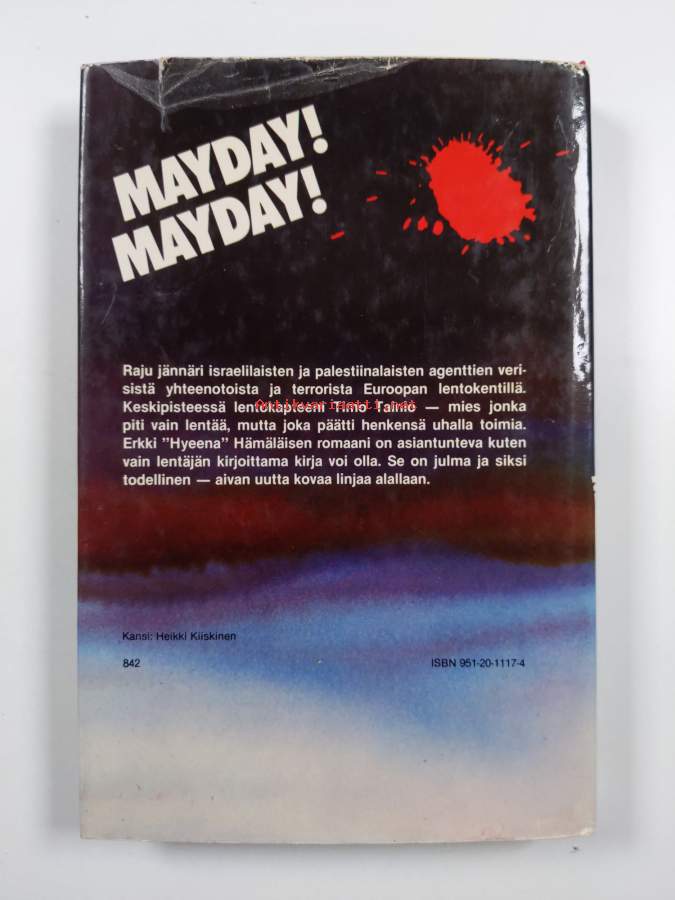 MAYDAY!
MAYDAY!
Raju jännäri israelilaisten ja palestiinalaisten agenttien veri-
sistä yhteenotoista ja terrorista Euroopan lentokentillä.
Keskipisteessä lentokapteeni Timo Talmo — mies jonka
piti vain lentää, mutta joka päätti henkensä uhalla toimia.
Erkki ”Hyeena” Hämäläisen romaani on asiantunteva kuten
vain lentäjän kirjoittama kirja voi olla. Se on julma ja siksi
todellinen — aivan uutta kovaa linjaa alallaan.
Kansi: Heikki Kiiskinen
842 ISBN 951-20-1117-4